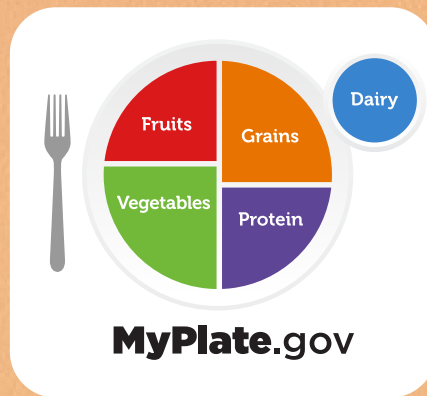 Fruits
Grains
Dairy
Vegetables
Protein
MyPlate.gov